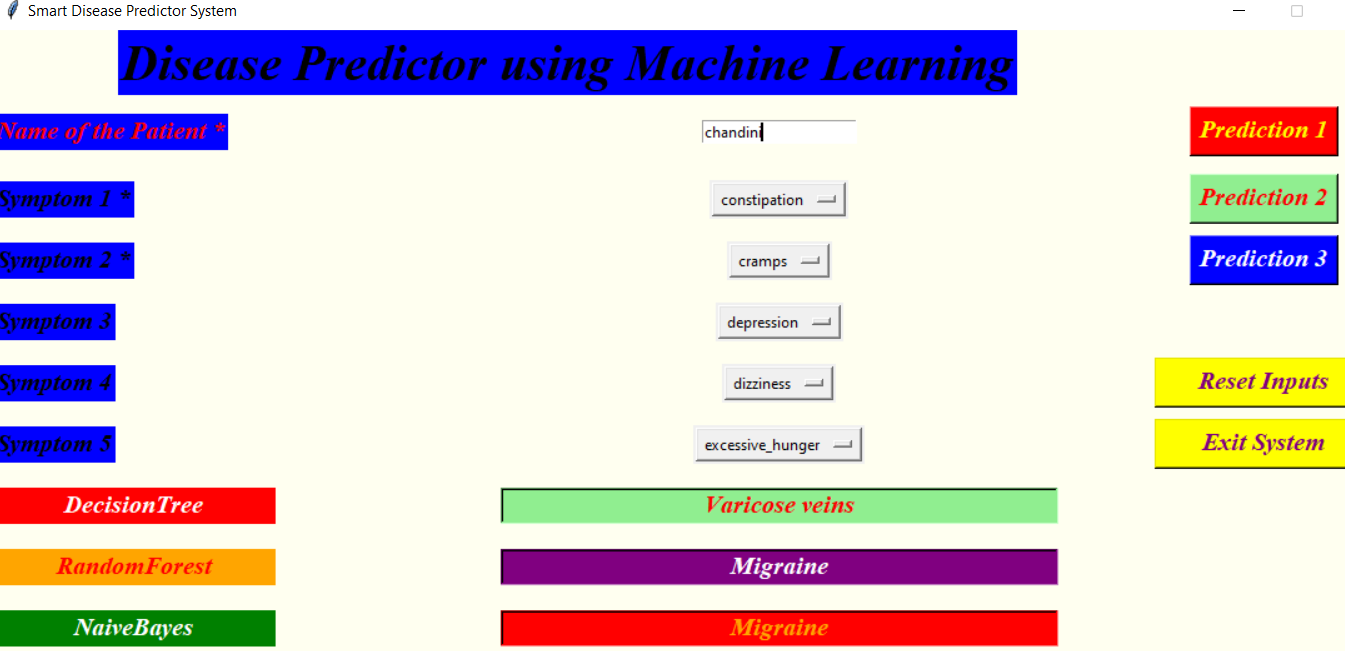 Smart Disease Predictor System
Disease Predictor using Machine Learning
Name of the Patient * chandini Prediction 1
Symptom 1 * constipation Prediction 2
Symptom 2 * cramps Prediction 3
Symptom 3 depression
Symptom 4 dizziness Reset Inputs
Symptom 5 excessive_hunger Exit System
DecisionTree Varicose veins
RandomForest Migraine
NaiveBayes Migraine